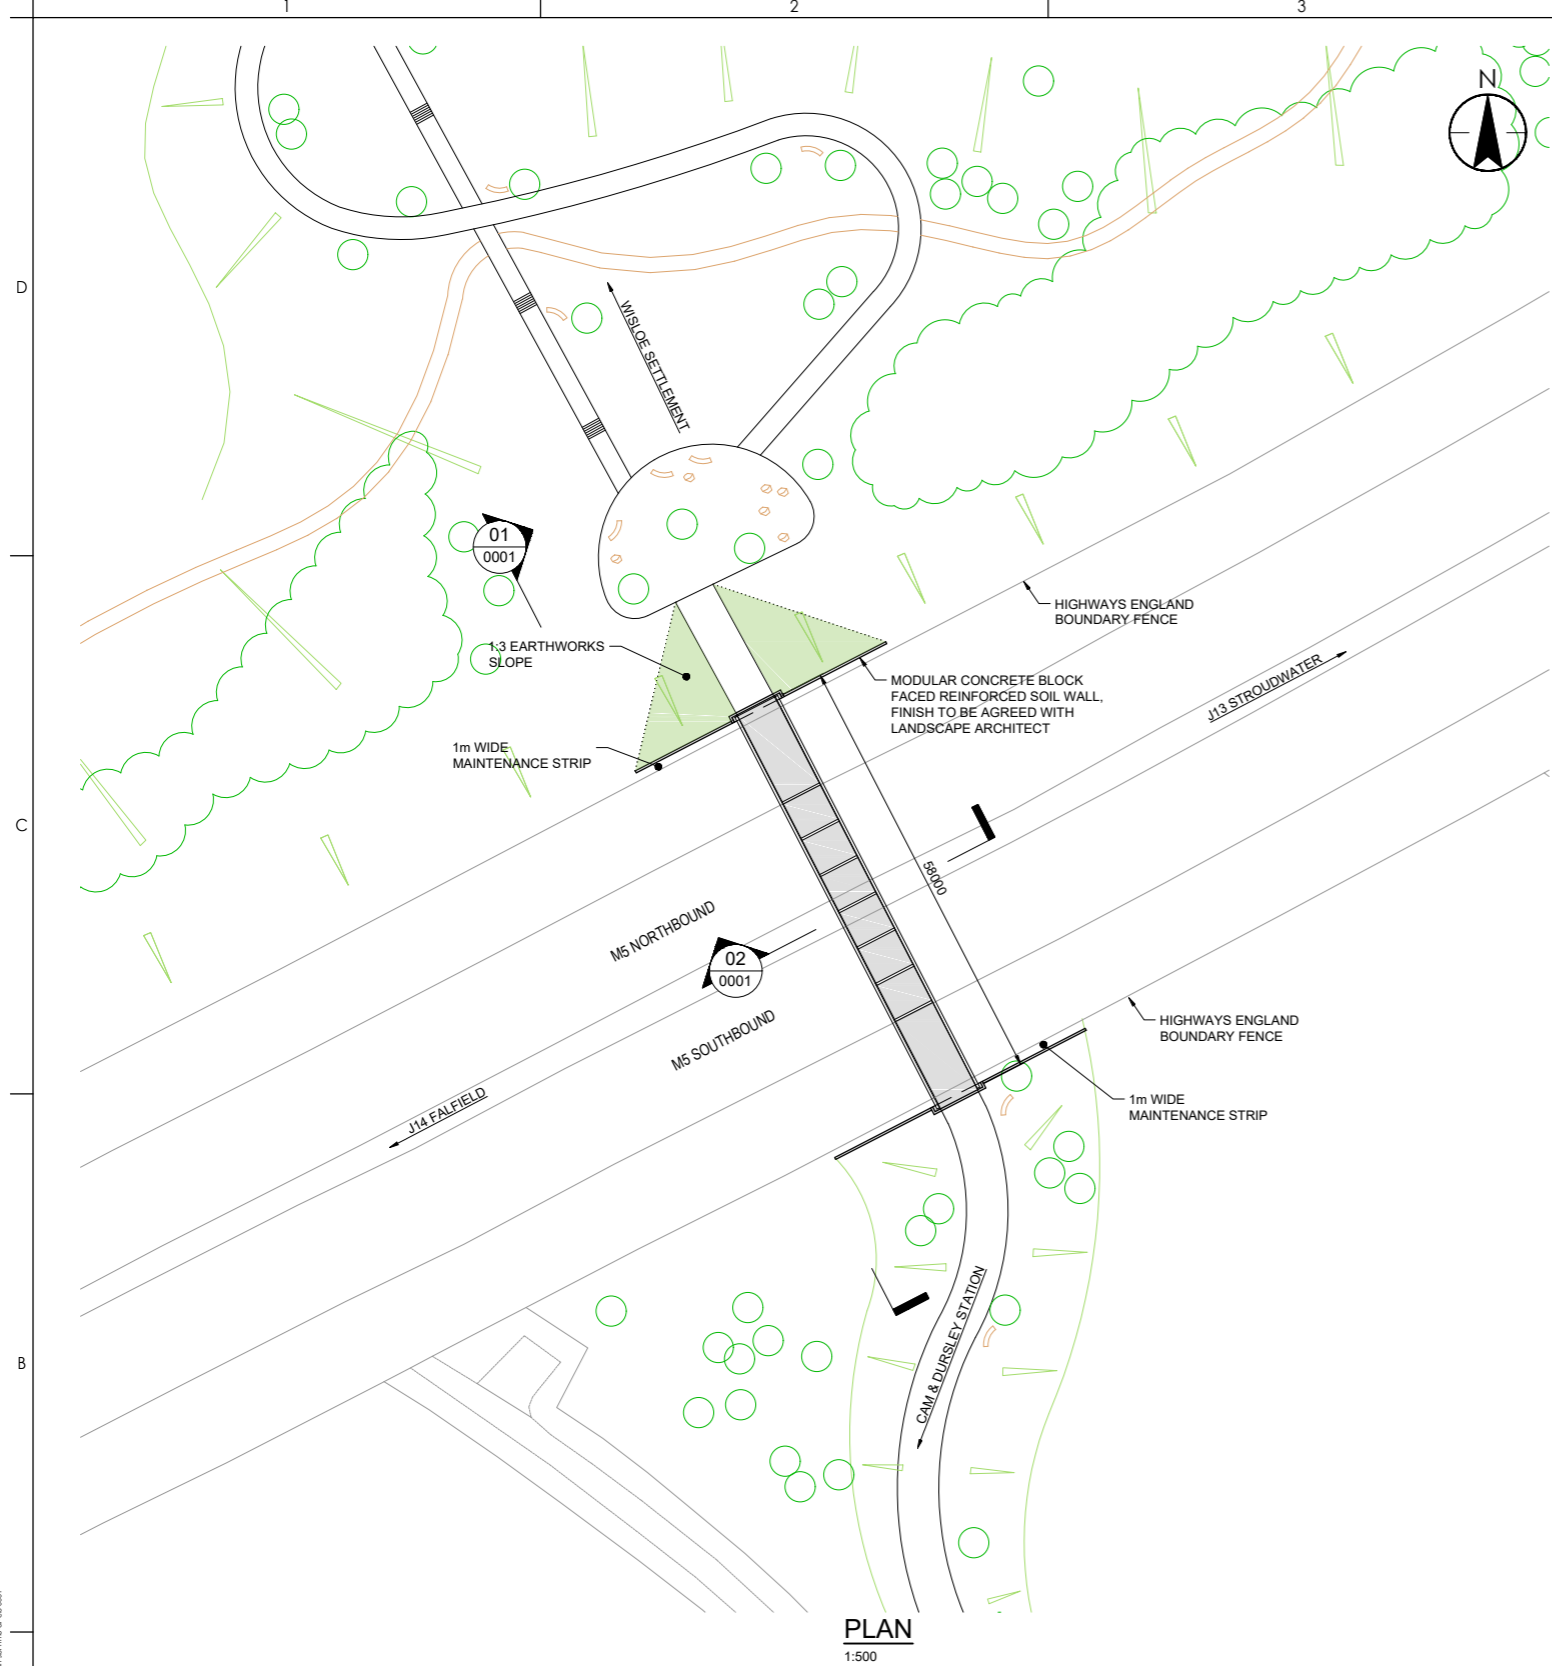 1
2
3
N
D
WISLOE SETTLEMENT
01
0001
HIGHWAYS ENGLAND
BOUNDARY FENCE
1:3 EARTHWORKS
SLOPE
MODULAR CONCRETE BLOCK
FACED REINFORCED SOIL WALL,
FINISH TO BE AGREED WITH
LANDSCAPE ARCHITECT
J13 STROUDWATER
1m WIDE
MAINTENANCE STRIP
C
58000
M5 NORTHBOUND
02
0001
M5 SOUTHBOUND
HIGHWAYS ENGLAND
BOUNDARY FENCE
J14 FALFIELD
1m WIDE
MAINTENANCE STRIP
CAM & DURSLEY STATION
B
PLAN
1:500